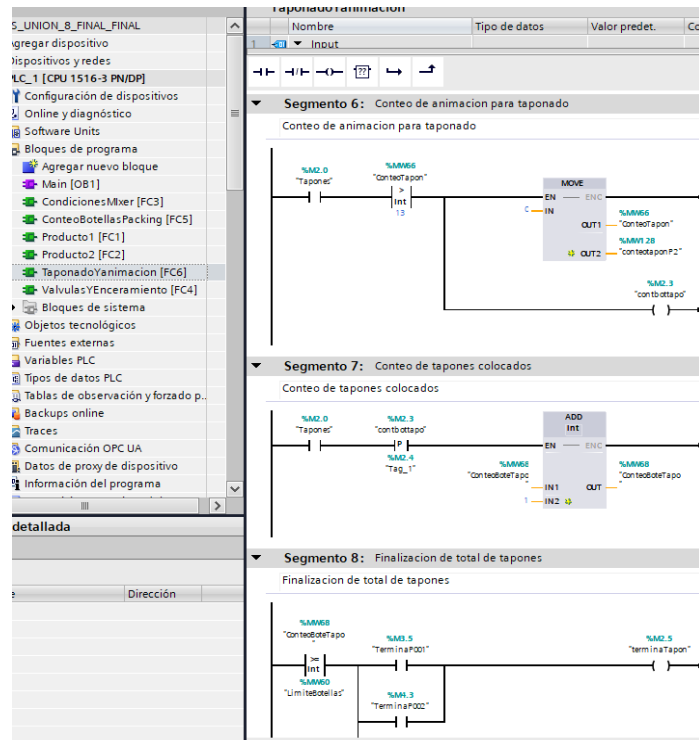 S_UNION_8_FINAL_FINAL
Agregar dispositivo
Dispositivos y redes
PLC_1 [CPU 1516-3 PN/DP]
Configuración de dispositivos
Online y diagnóstico
Software Units
Bloques de programa
Agregar nuevo bloque
Main [OB1]
CondicionesMIxer [FC3]
ConteoBotellasPacking [FC5]
Producto1 [FC1]
Producto2 [FC2]
TaponadoYanimacion [FC6]
ValvulasYEnceramiento [FC4]
Bloques de sistema
Objetos tecnológicos
Fuentes externas
Variables PLC
Tipos de datos PLC
Tablas de observación y forzado p..
Backups online
Traces
Comunicación OPC UA
Datos de proxy de dispositivo
Información del programa
detallada
Dirección
TaponadoYanimacion
Nombre
Tipo de datos
Valor predet.
Co
1
Input
??
Segmento 6: Conteo de animacion para taponado
Conteo de animacion para taponado
%M2.0
"Tapones"
%MW66
"ConteoTapon"
>
Int
13
MOVE
EN
ENO
IN
OUT1
%MW66
"ConteoTapon"
OUT2
%MW128
"conteotaponP2"
%M2.3
"contbottapo"
Segmento 7: Conteo de tapones colocados
Conteo de tapones colocados
%M2.0
"Tapones"
%M2.3
"contbottapo"
P
%M2.4
"Tag_1"
ADD
Int
EN
ENO
%MW68
"ConteoBoteTapo
"
IN1
1
IN2
OUT
%MW68
"ConteoBoteTapo
"
Segmento 8: Finalizacion de total de tapones
Finalizacion de total de tapones
%MW68
"ConteoBoteTapo
"
>=
Int
%MW60
"LimiteBotellas"
%M3.5
"TerminaP001"
%M4.3
"TerminaP002"
%M2.5
"terminaTapon"